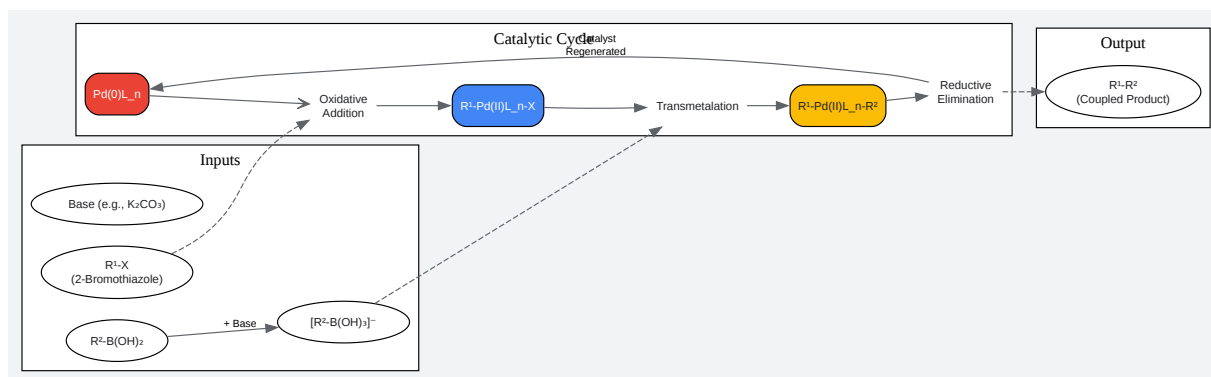 Catalytic Cycle
Catalyst
Regenerated
Pd(0)L_n
Oxidative
Addition
R¹-Pd(II)L_n-X
Transmetalation
R¹-Pd(II)L_n-R²
Reductive
Elimination
Output
R¹-R²
(Coupled Product)
Inputs
Base (e.g., K₂CO₃)
R¹-X
(2-Bromothiazole)
R²-B(OH)₂
+ Base
[R²-B(OH)₃]⁻